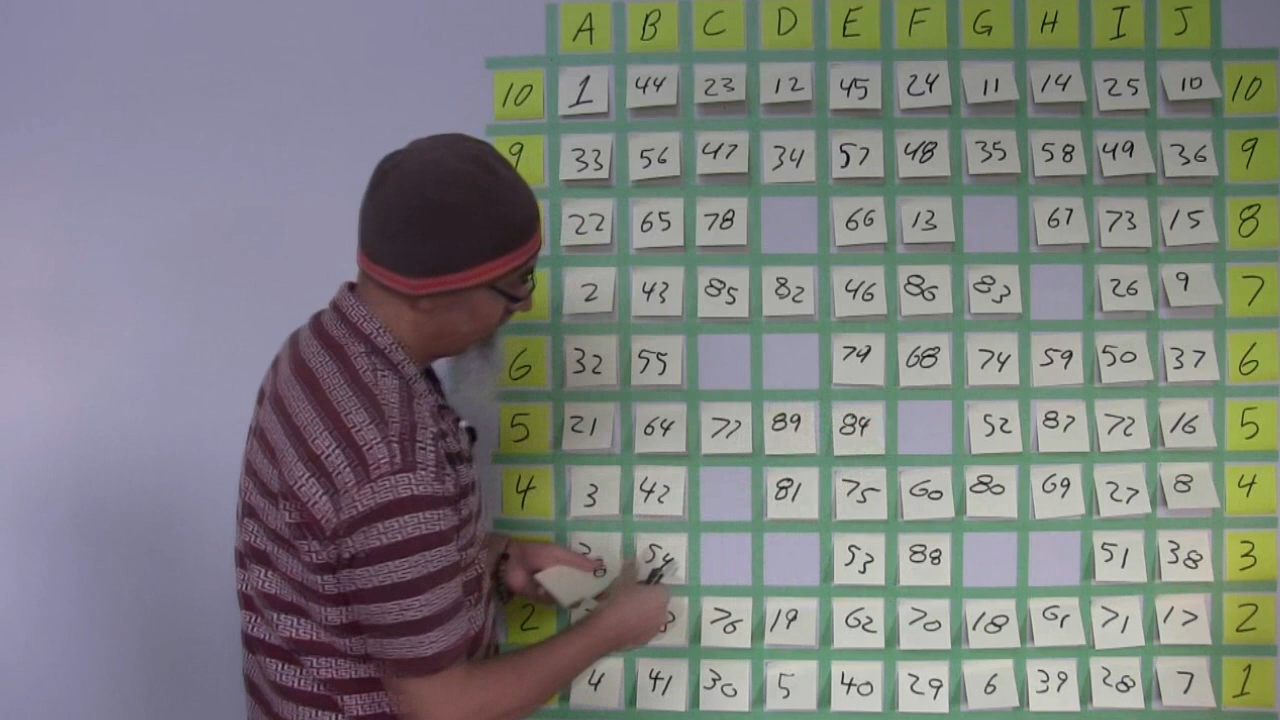 A B C D E F G H I J
10 1 44 23 12 45 24 11 14 25 10 10
9 33 56 47 34 57 48 35 58 49 36 9
22 65 78 66 13 67 73 15 8
2 43 85 82 46 86 83 26 9 7
6 32 55 79 68 74 59 50 37 6
5 21 64 77 89 84 52 87 72 16 5
4 3 42 81 75 60 80 69 27 8 4
54 53 88 51 38 3
2 76 19 62 70 18 61 71 17 2
4 41 30 5 40 29 6 39 28 7 1